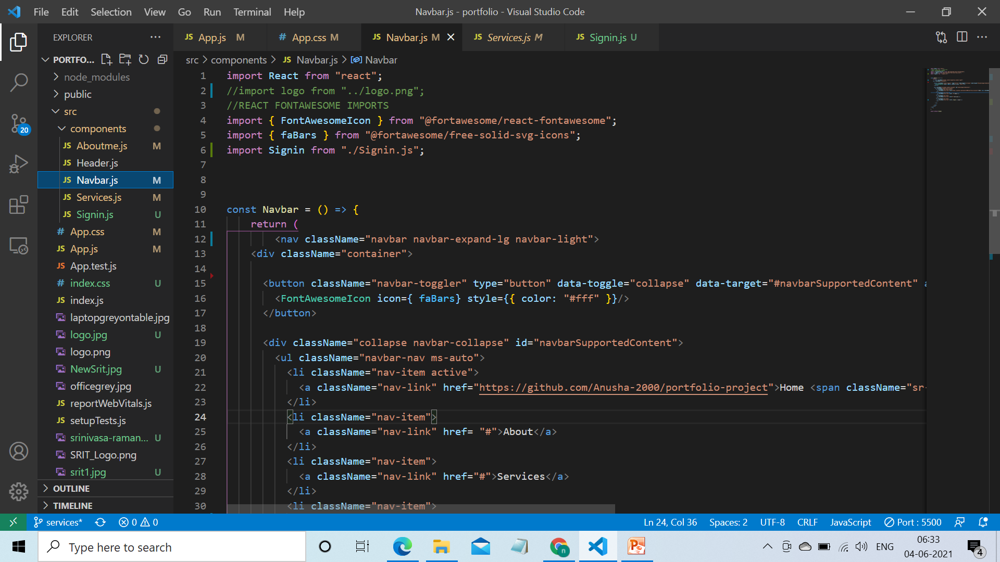 File Edit Selection View Go Run Terminal Help
Navbar.js - portfolio - Visual Studio Code
EXPLORER
JS App.js M
# App.css M
JS Navbar.js M
JS Services.js M
JS Signin.js U
PORTFO...
src > components > JS Navbar.js > Navbar
node_modules
public
src
components
JS Aboutme.js M
JS Header.js
JS Navbar.js M
JS Services.js M
JS Signin.js U
# App.css M
JS App.js M
JS App.test.js
# index.css U
JS index.js
laptopgreyontable.jpg
logo.jpg U
logo.png
NewSrit.jpg U
officegrey.jpg
JS reportWebVitals.js
JS setupTests.js
srinivasa-raman... U
SRIT_Logo.png
srit1.jpg U
OUTLINE
TIMELINE
20
1 import React from "react";
2 //import logo from "../logo.png";
3 //REACT FONTAWESOME IMPORTS
4 import { FontAwesomeIcon } from "@fortawesome/react-fontawesome";
5 import { faBars } from "@fortawesome/free-solid-svg-icons";
6 import Signin from "./Signin.js";
7
8
9
10 const Navbar = () => {
11 return (
12 <nav className="navbar navbar-expand-lg navbar-light">
13 <div className="container">
14
15 <button className="navbar-toggler" type="button" data-toggle="collapse" data-target="#navbarSupportedContent" a
16 <FontAwesomeIcon icon={ faBars} style={{ color: "#fff" }}/>
17 </button>
18
19 <div className="collapse navbar-collapse" id="navbarSupportedContent">
20 <ul className="navbar-nav ms-auto">
21 <li className="nav-item active">
22 <a className="nav-link" href="https://github.com/Anusha-2000/portfolio-project">Home <span className="sr-
23 </li>
24 <li className="nav-item">
25 <a className="nav-link" href= "#">About</a>
26 </li>
27 <li className="nav-item">
28 <a className="nav-link" href="#">Services</a>
29 </li>
30 <li className="nav-item">
services* 0 0
Ln 24, Col 36 Spaces: 2 UTF-8 CRLF JavaScript Port : 5500
Type here to search
n
ENG
06:33
04-06-2021
4